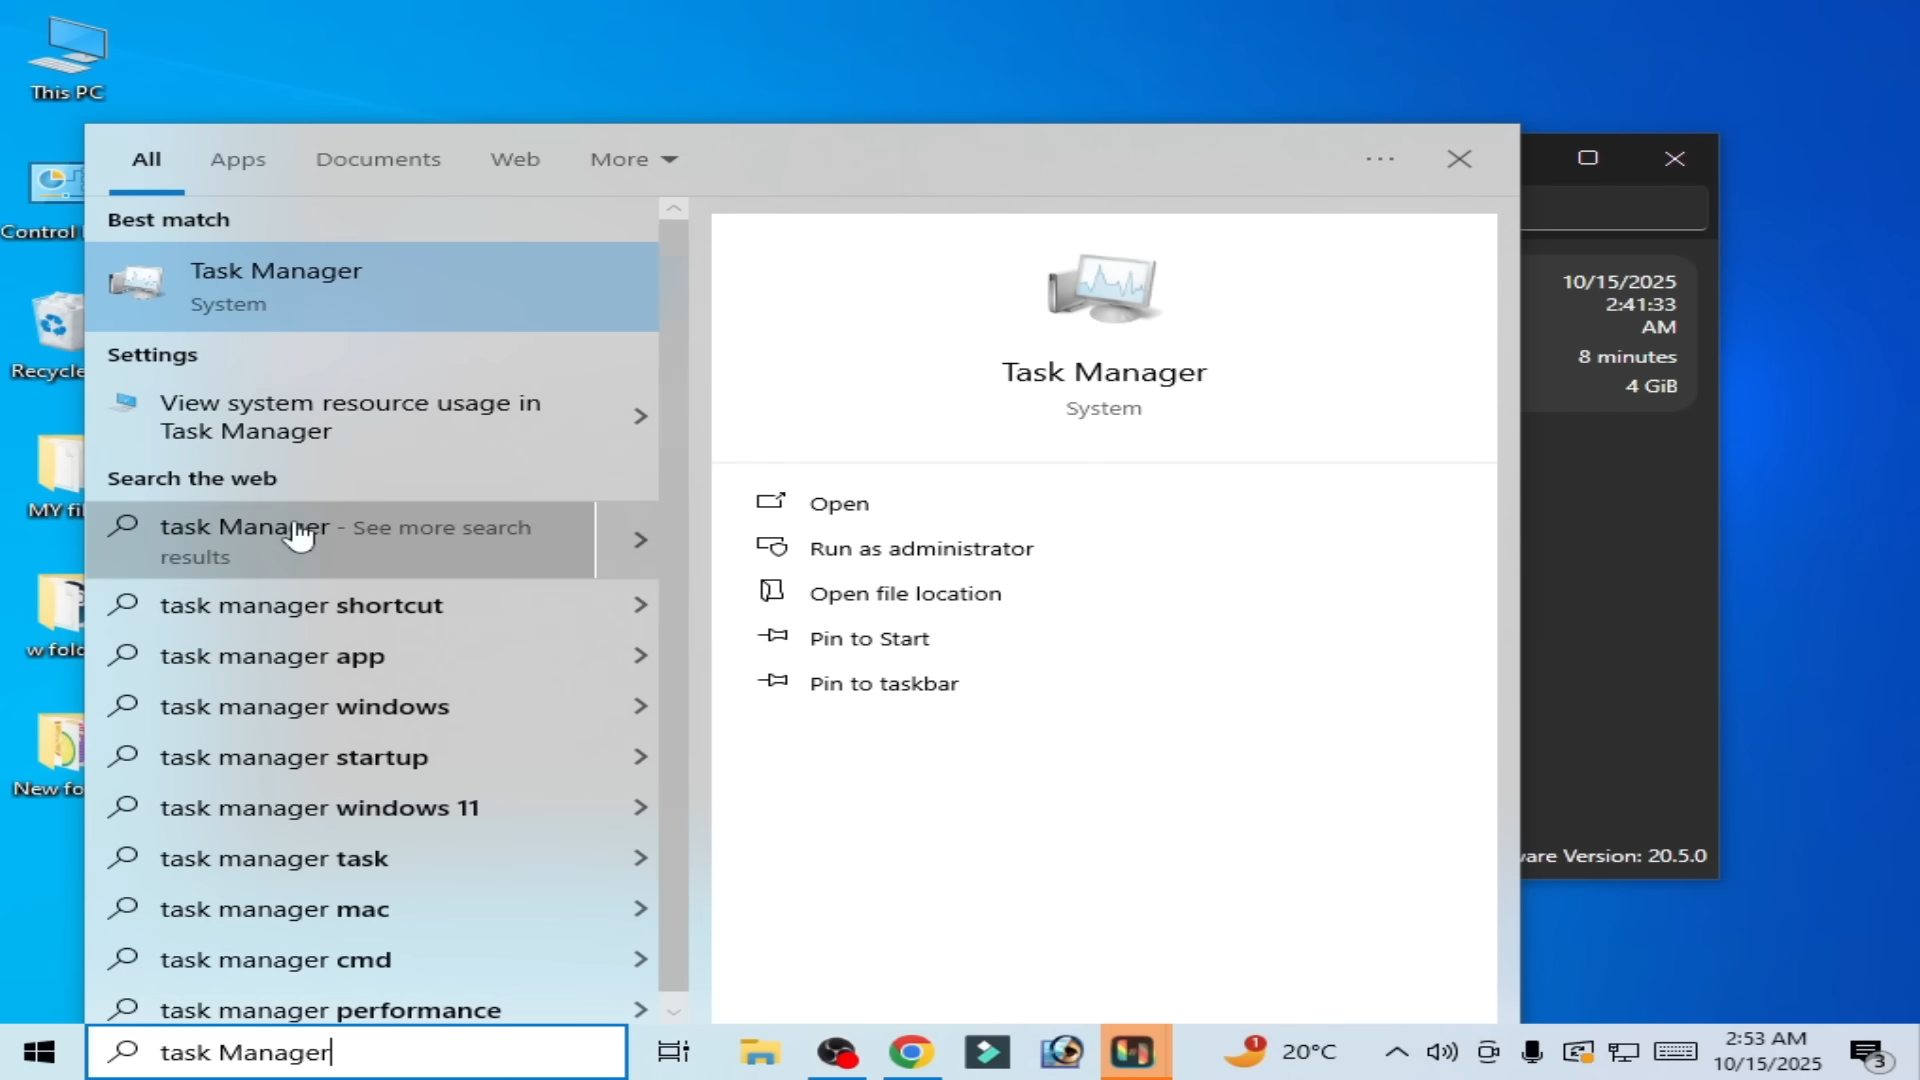 This PC
Control
Recycle
MY fi
w fold
New fo
All Apps Documents Web More
Best match
Task Manager
System
Settings
View system resource usage in
Task Manager
Search the web
task Manager - See more search
results
task manager shortcut
task manager app
task manager windows
task manager startup
task manager windows 11
task manager task
task manager mac
task manager cmd
task manager performance
Task Manager
System
Open
Run as administrator
Open file location
Pin to Start
Pin to taskbar
10/15/2025
2:41:33
AM
8 minutes
4 GiB
ware Version: 20.5.0
task Manager
1
20°C
2:53 AM
10/15/2025
3